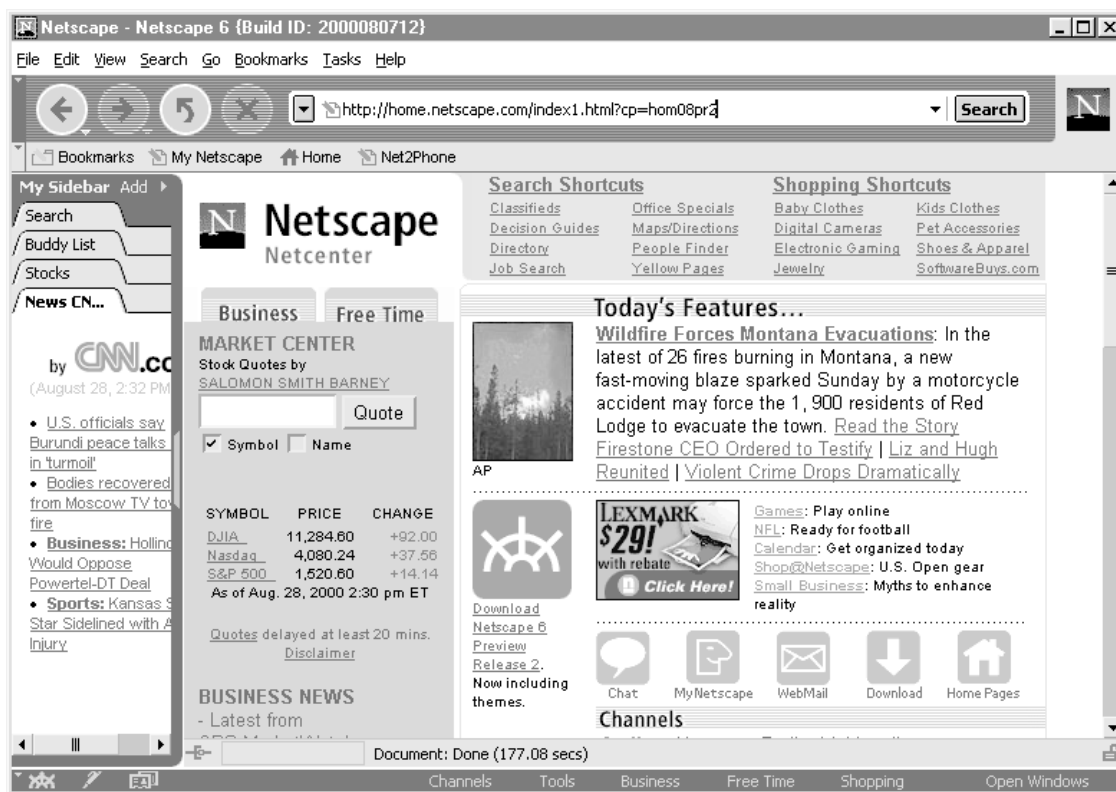 Netscape - Netscape 6 {Build ID: 2000080712}
File Edit View Search Go Bookmarks Tasks Help
http://home.netscape.com/index1.html?cp=hom08pr2
Search
Bookmarks My Netscape Home Net2Phone
My Sidebar Add
Search
Buddy List
Stocks
News CN...
by CNN.co
(August 28, 2:32 PM
• U.S. officials say
Burundi peace talks
in 'turmoil'
• Bodies recovered
from Moscow TV tow
fire
• Business: Holling
Would Oppose
Powertel-DT Deal
• Sports: Kansas S
Star Sidelined with A
Injury
N Netscape
Netcenter
Business Free Time
MARKET CENTER
Stock Quotes by
SALOMON SMITH BARNEY
Quote
Symbol Name
SYMBOL PRICE CHANGE
DJIA 11,284.60 +92.00
Nasdaq 4,080.24 +37.56
S&P 500 1,520.60 +14.14
As of Aug. 28, 2000 2:30 pm ET
Quotes delayed at least 20 mins.
Disclaimer
BUSINESS NEWS
- Latest from
Search Shortcuts
Classifieds Office Specials
Decision Guides Maps/Directions
Directory People Finder
Job Search Yellow Pages
Shopping Shortcuts
Baby Clothes Kids Clothes
Digital Cameras Pet Accessories
Electronic Gaming Shoes & Apparel
Jewelry SoftwareBuys.com
Today's Features...
AP
Wildfire Forces Montana Evacuations: In the
latest of 26 fires burning in Montana, a new
fast-moving blaze sparked Sunday by a motorcycle
accident may force the 1, 900 residents of Red
Lodge to evacuate the town. Read the Story
Firestone CEO Ordered to Testify | Liz and Hugh
Reunited | Violent Crime Drops Dramatically
Download
Netscape 6
Preview
Release 2.
Now including
themes.
LEXMARK
$29!
with rebate
Click Here!
Games: Play online
NFL: Ready for football
Calendar: Get organized today
Shop@Netscape: U.S. Open gear
Small Business: Myths to enhance
reality
Chat MyNetscape WebMail Download Home Pages
Channels
Document: Done (177.08 secs)
Channels Tools Business Free Time Shopping Open Windows